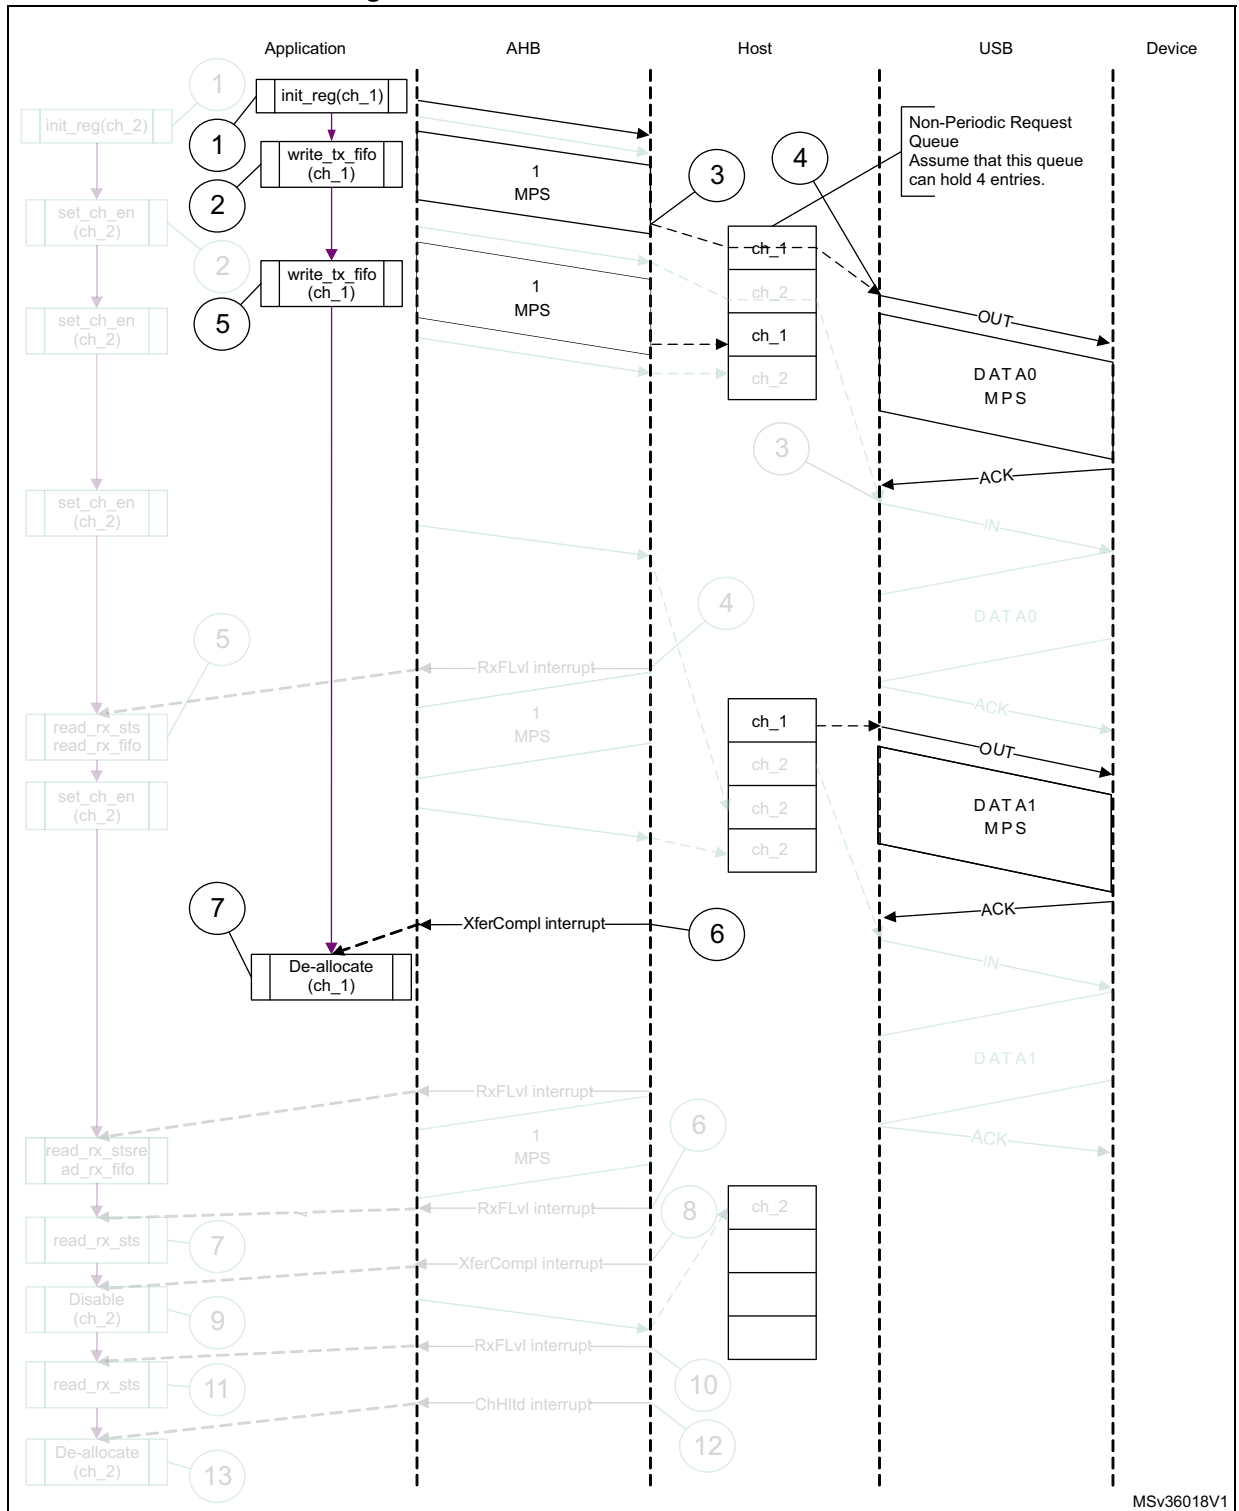 Application AHB Host USB Device
1
init_reg(ch_1)
init_reg(ch_2)
1
Non-Periodic Request
Queue
Assume that this queue
can hold 4 entries.
write_tx_fifo
(ch_1)
2
1
MPS
3
4
set_ch_en
(ch_2)
2
ch_1
write_tx_fifo
(ch_1)
5
1
MPS
ch_2
set_ch_en
(ch_2)
ch_1
OUT
ch_2
DATA0
MPS
3
ACK
set_ch_en
(ch_2)
IN
4
DATA0
5
RxFLvl interrupt
ACK
read_rx_sts
read_rx_fifo
1
MPS
ch_1
OUT
ch_2
set_ch_en
(ch_2)
ch_2
DATA1
MPS
ch_2
7
XferCompl interrupt
6
ACK
De-allocate
(ch_1)
IN
DATA1
RxFLvl interrupt
6
read_rx_stsre
ad_rx_fifo
1
MPS
ACK
RxFLvl interrupt
8
ch_2
read_rx_sts
7
XferCompl interrupt
Disable
(ch_2)
9
RxFLvl interrupt
10
read_rx_sts
11
ChHltd interrupt
12
De-allocate
(ch_2)
13
MSv36018V1